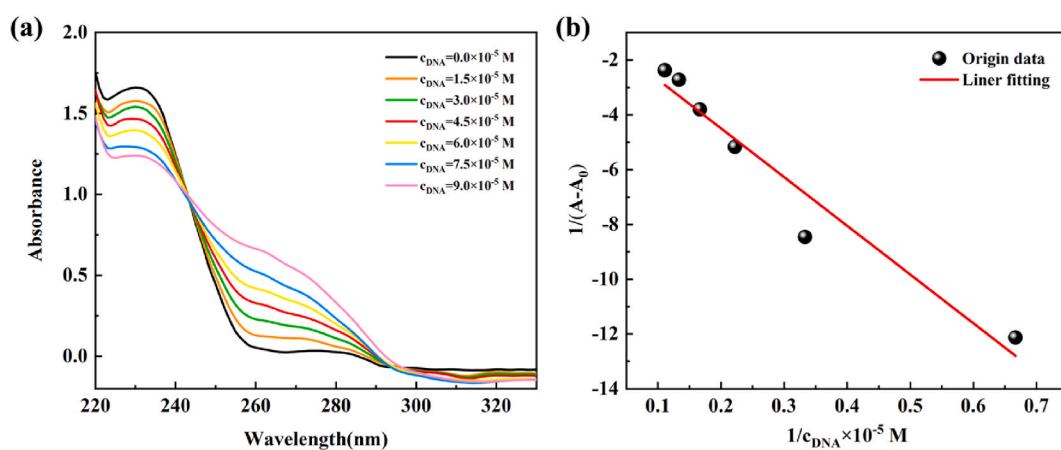 (a)
2.0
1.5
1.0
0.5
0.0
Absorbance
220 240 260 280 300 320
Wavelength(nm)
cDNA=0.0×10-5 M
cDNA=1.5×10-5 M
cDNA=3.0×10-5 M
cDNA=4.5×10-5 M
cDNA=6.0×10-5 M
cDNA=7.5×10-5 M
cDNA=9.0×10-5 M
(b)
-2
-4
-6
-8
-10
-12
-14
1/(A-A0)
0.1 0.2 0.3 0.4 0.5 0.6 0.7
1/cDNA×10-5 M
Origin data
Liner fitting